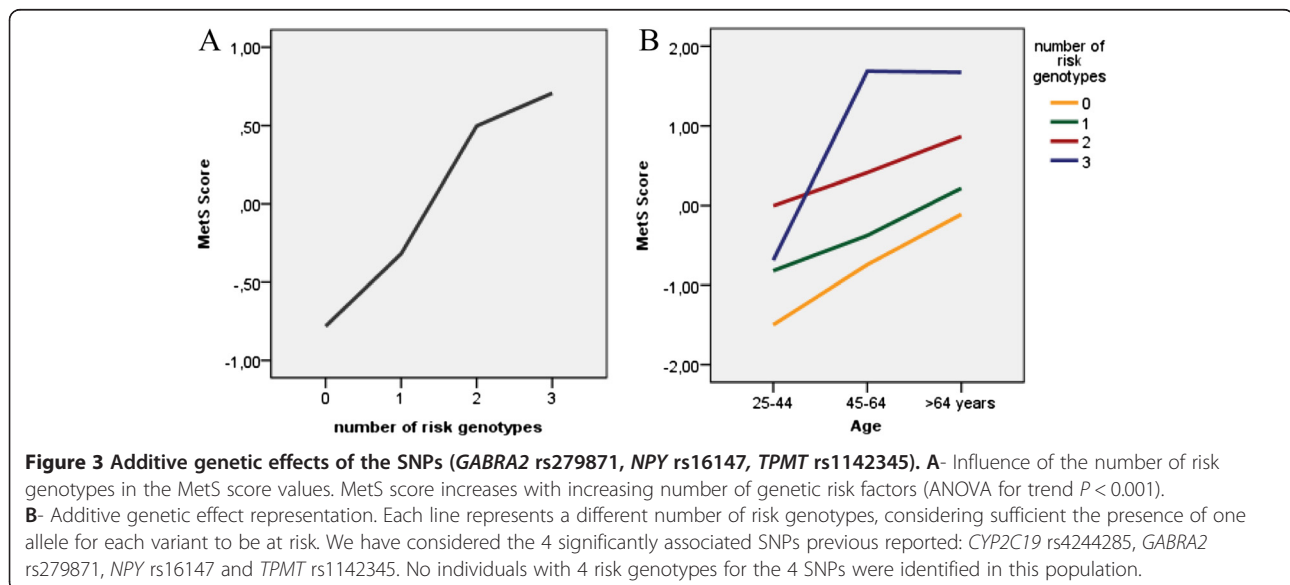 A
1,00
,50
,00
-,50
-1,00
MetS Score
0 1 2 3
number of risk genotypes
B
2,00
1,00
,00
-1,00
-2,00
MetS Score
25-44 45-64 >64 years
Age
number of
risk
genotypes
0
1
2
3
Figure 3 Additive genetic effects of the SNPs (GABRA2 rs279871, NPY rs16147, TPMT rs1142345). A- Influence of the number of risk
genotypes in the MetS score values. MetS score increases with increasing number of genetic risk factors (ANOVA for trend P < 0.001).
B- Additive genetic effect representation. Each line represents a different number of risk genotypes, considering sufficient the presence of one
allele for each variant to be at risk. We have considered the 4 significantly associated SNPs previous reported: CYP2C19 rs4244285, GABRA2
rs279871, NPY rs16147 and TPMT rs1142345. No individuals with 4 risk genotypes for the 4 SNPs were identified in this population.